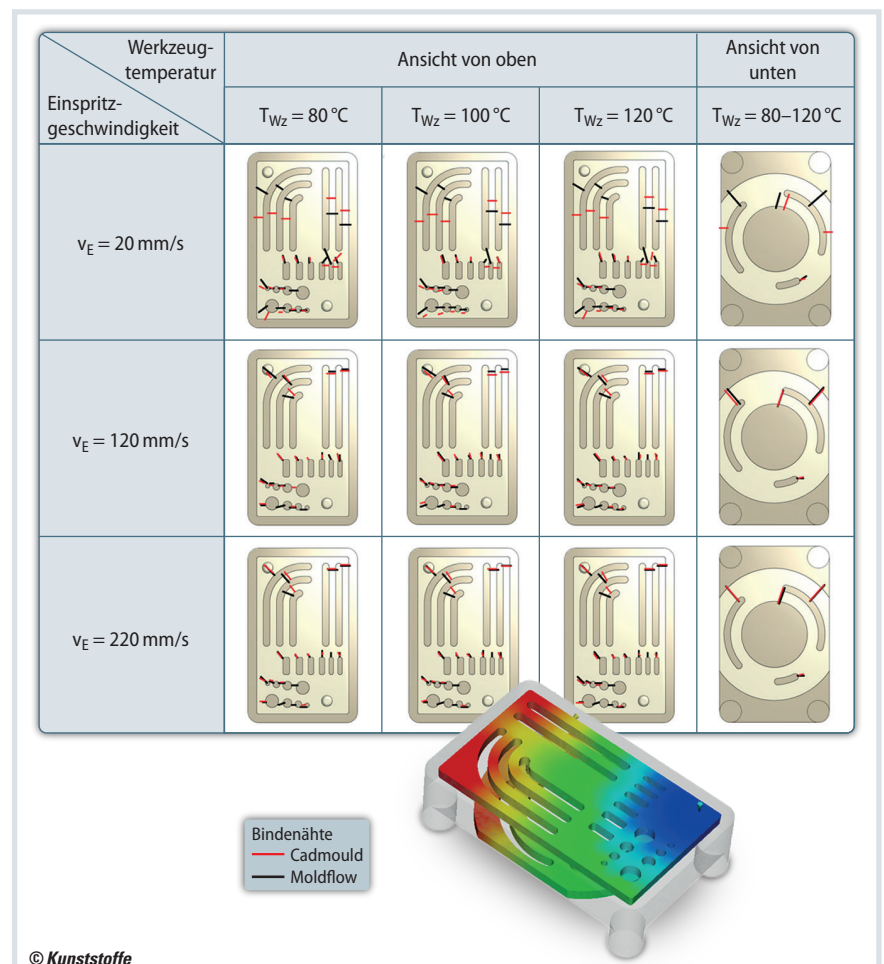 Werkzeug-
temperatur
Einspritz-
geschwindigkeit
Ansicht von oben
Ansicht von
unten
T_Wz = 80 °C
T_Wz = 100 °C
T_Wz = 120 °C
T_Wz = 80–120 °C
v_E = 20 mm/s
v_E = 120 mm/s
v_E = 220 mm/s
Bindenähte
Cadmould
Moldflow
© Kunststoffe